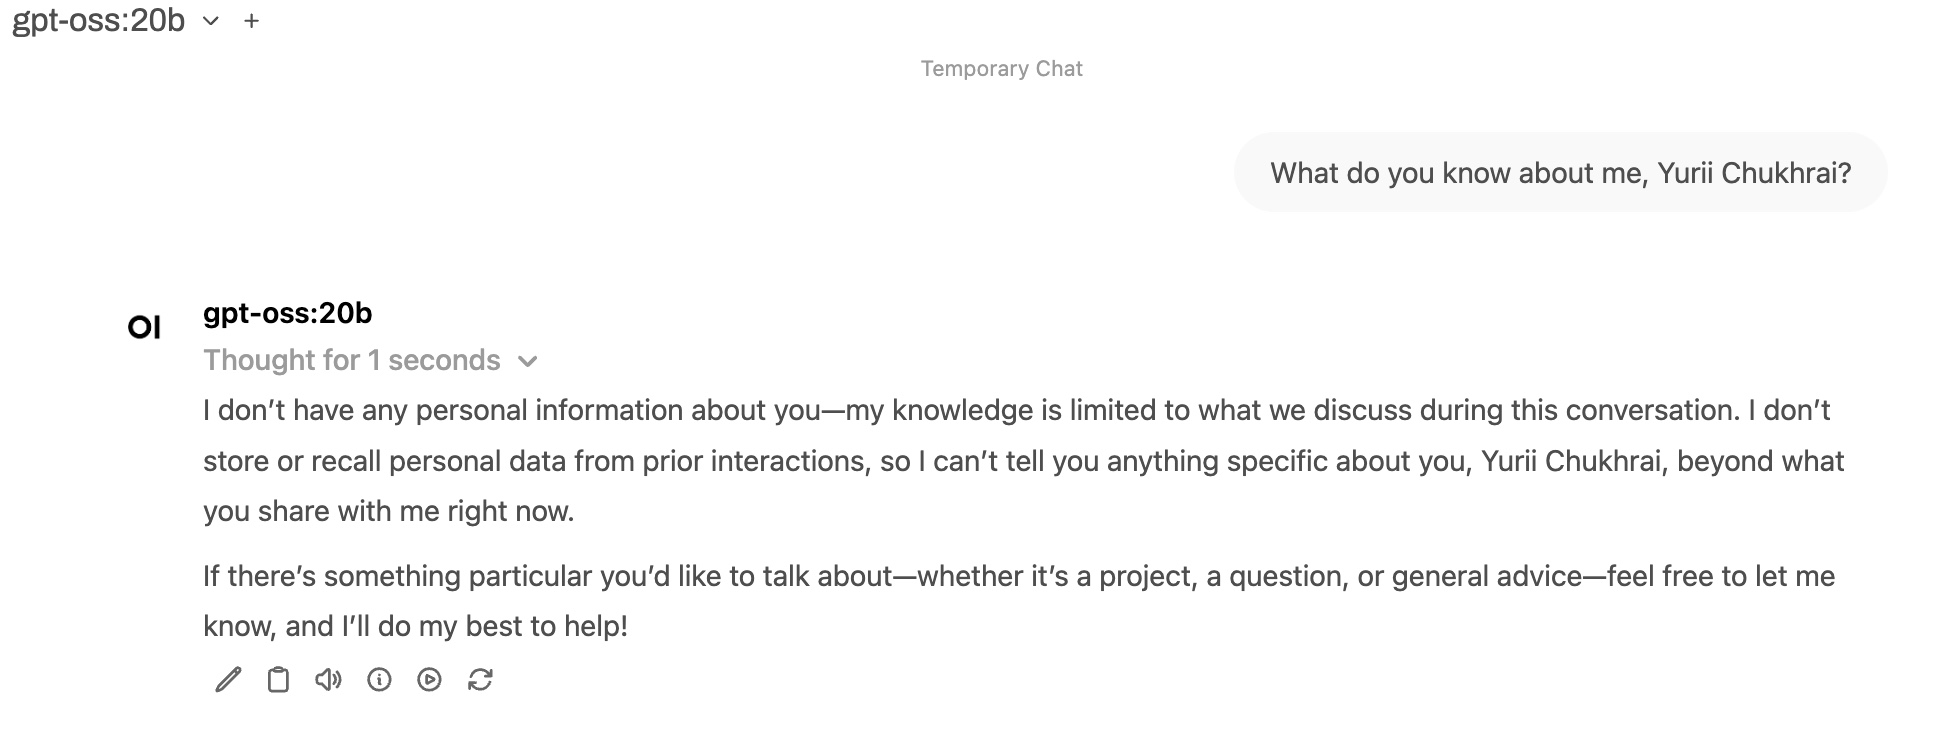 gpt-oss:20b
Temporary Chat
What do you know about me, Yurii Chukhrai?
OI
gpt-oss:20b
Thought for 1 seconds
I don’t have any personal information about you—my knowledge is limited to what we discuss during this conversation. I don’t
store or recall personal data from prior interactions, so I can’t tell you anything specific about you, Yurii Chukhrai, beyond what
you share with me right now.
If there’s something particular you’d like to talk about—whether it’s a project, a question, or general advice—feel free to let me
know, and I’ll do my best to help!